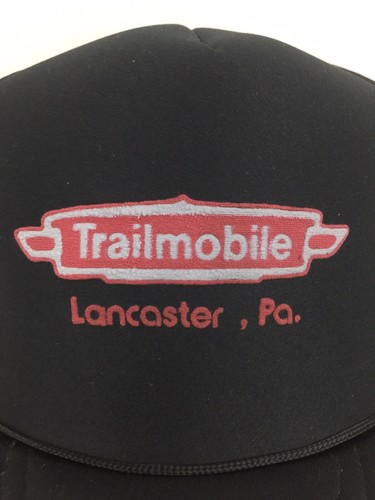 Trailmobile
Lancaster , Pa.